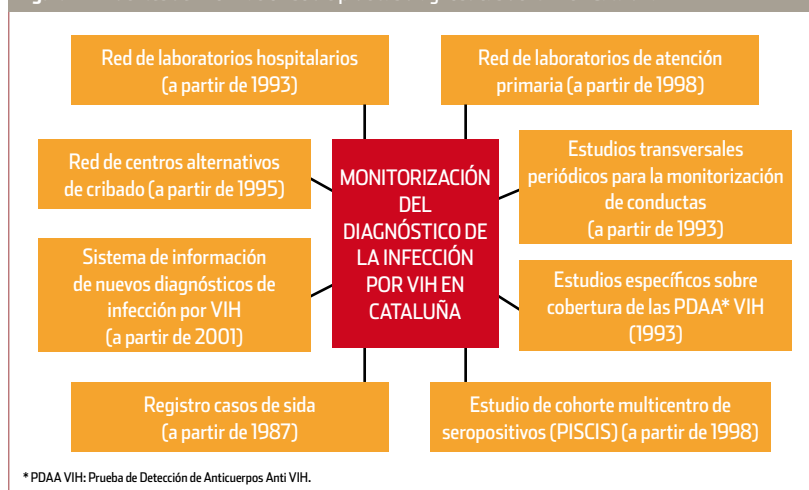 Red de laboratorios hospitalarios
(a partir de 1993)
Red de laboratorios de atención
primaria (a partir de 1998)
Red de centros alternativos
de cribado (a partir de 1995)
MONITORIZACIÓN
DEL
DIAGNÓSTICO DE
LA INFECCIÓN
POR VIH EN
CATALUÑA
Estudios transversales
periódicos para la monitorización
de conductas
(a partir de 1993)
Sistema de información
de nuevos diagnósticos de
infección por VIH
(a partir de 2001)
Estudios específicos sobre
cobertura de las PDAA* VIH
(1993)
Registro casos de sida
(a partir de 1987)
Estudio de cohorte multicentro de
seropositivos (PISCIS) (a partir de 1998)
* PDAA VIH: Prueba de Detección de Anticuerpos Anti VIH.